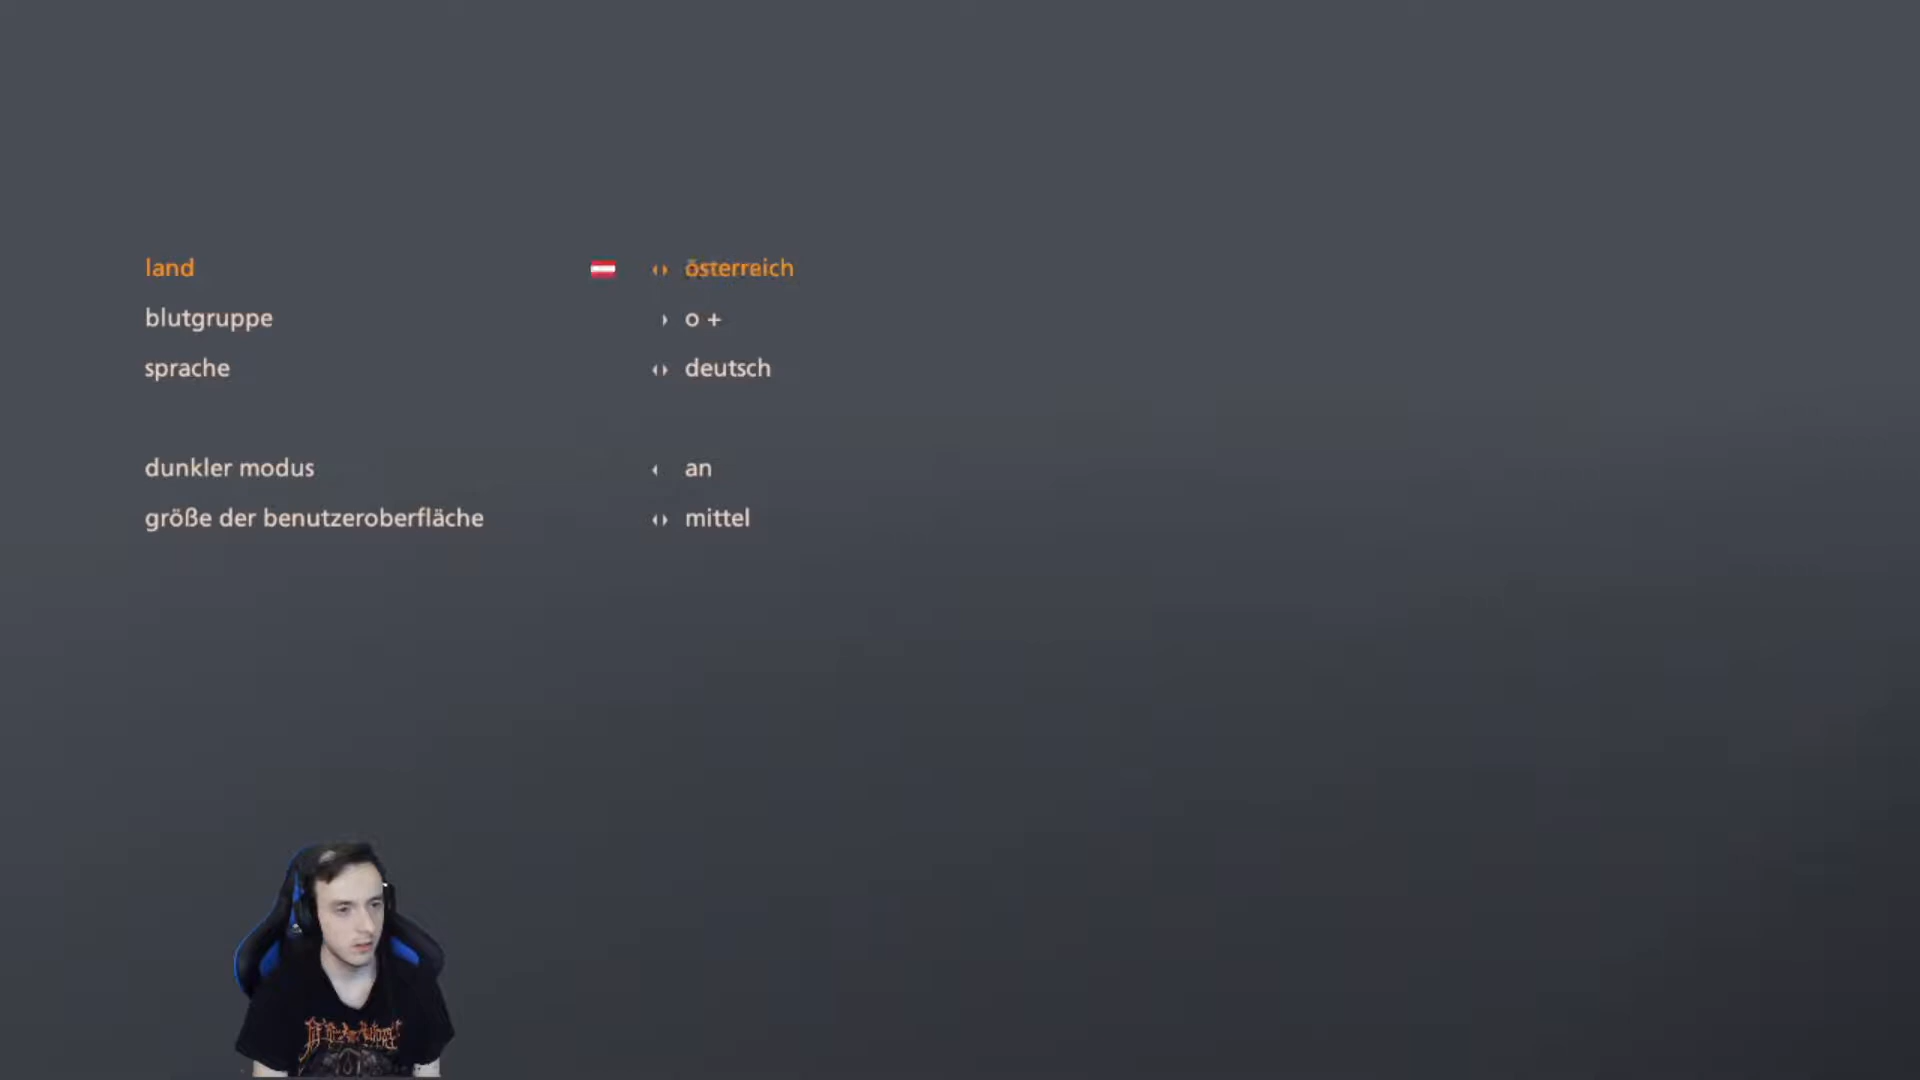 land österreich
blutgruppe o +
sprache deutsch
dunkler modus an
größe der benutzeroberfläche mittel